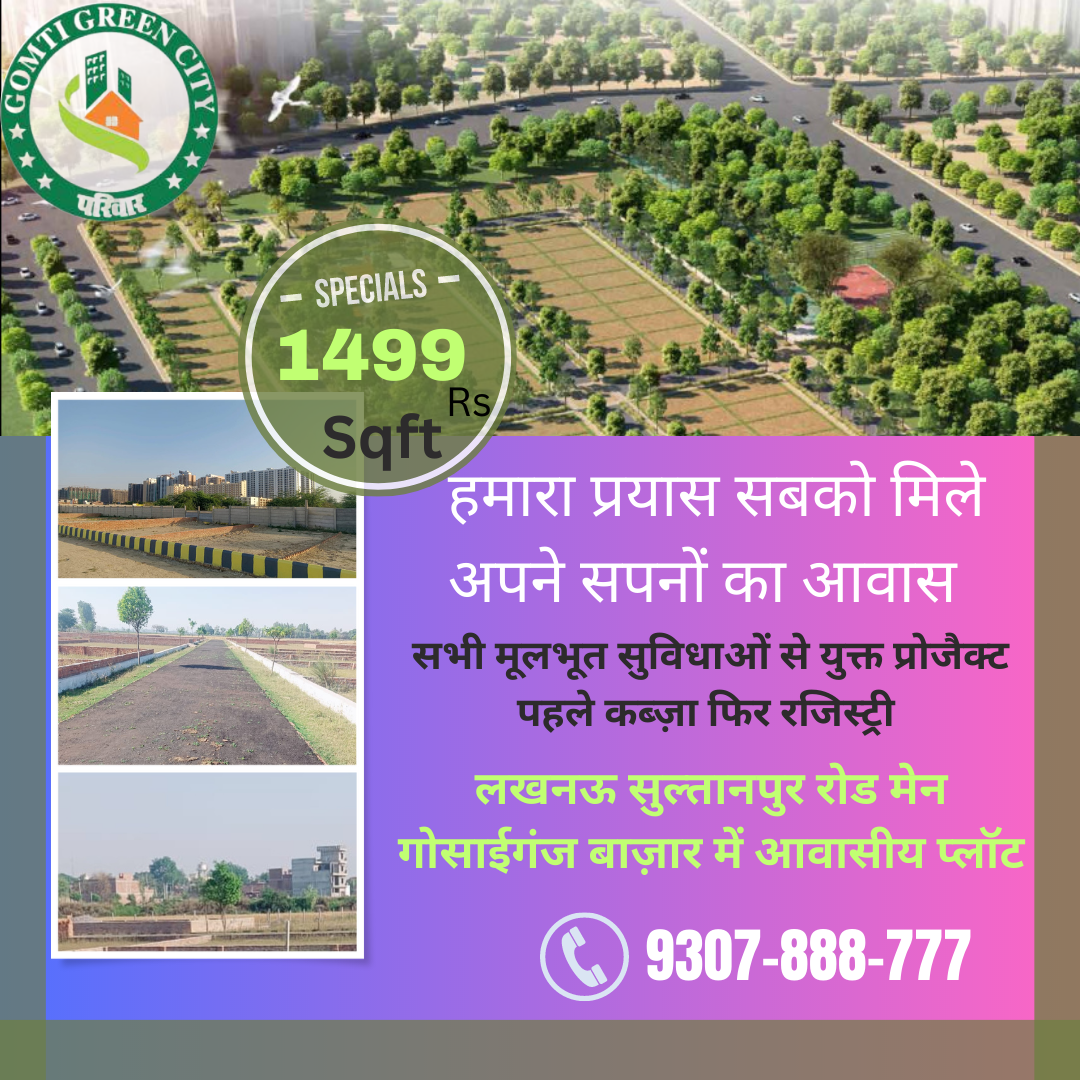 GOMTI GREEN CITY
परिवार
SPECIALS
1499
Rs
Sqft
हमारा प्रयास सबको मिले
अपने सपनों का आवास
सभी मूलभूत सुविधाओं से युक्त प्रोजैक्ट
पहले कब्ज़ा फिर रजिस्ट्री
लखनऊ सुल्तानपुर रोड मेन
गोसाईगंज बाज़ार में आवासीय प्लॉट
9307-888-777